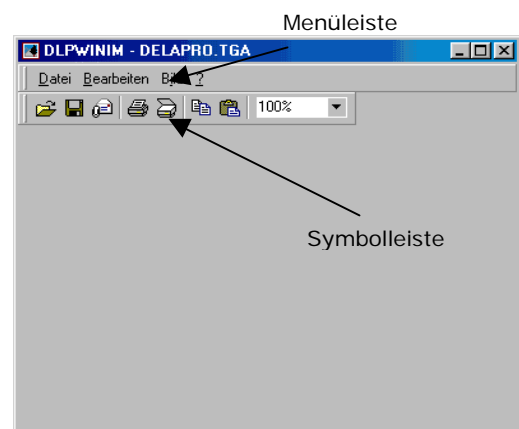 Menüleiste
DLPWINIM - DELAPRO.TGA
Datei Bearbeiten ?
100%
Symbolleiste